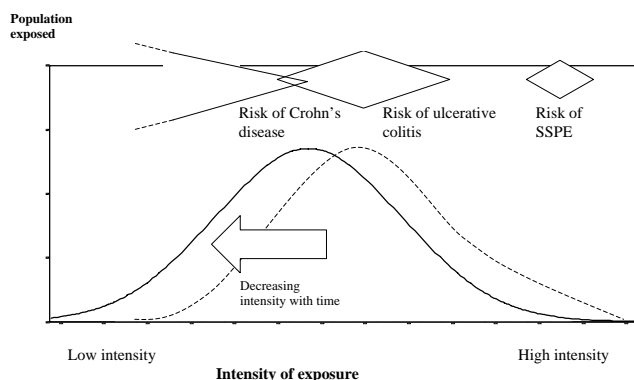 Population
exposed
Risk of Crohn's
disease
Risk of ulcerative
colitis
Risk of
SSPE
Decreasing
intensity with time
Low intensity
High intensity
Intensity of exposure